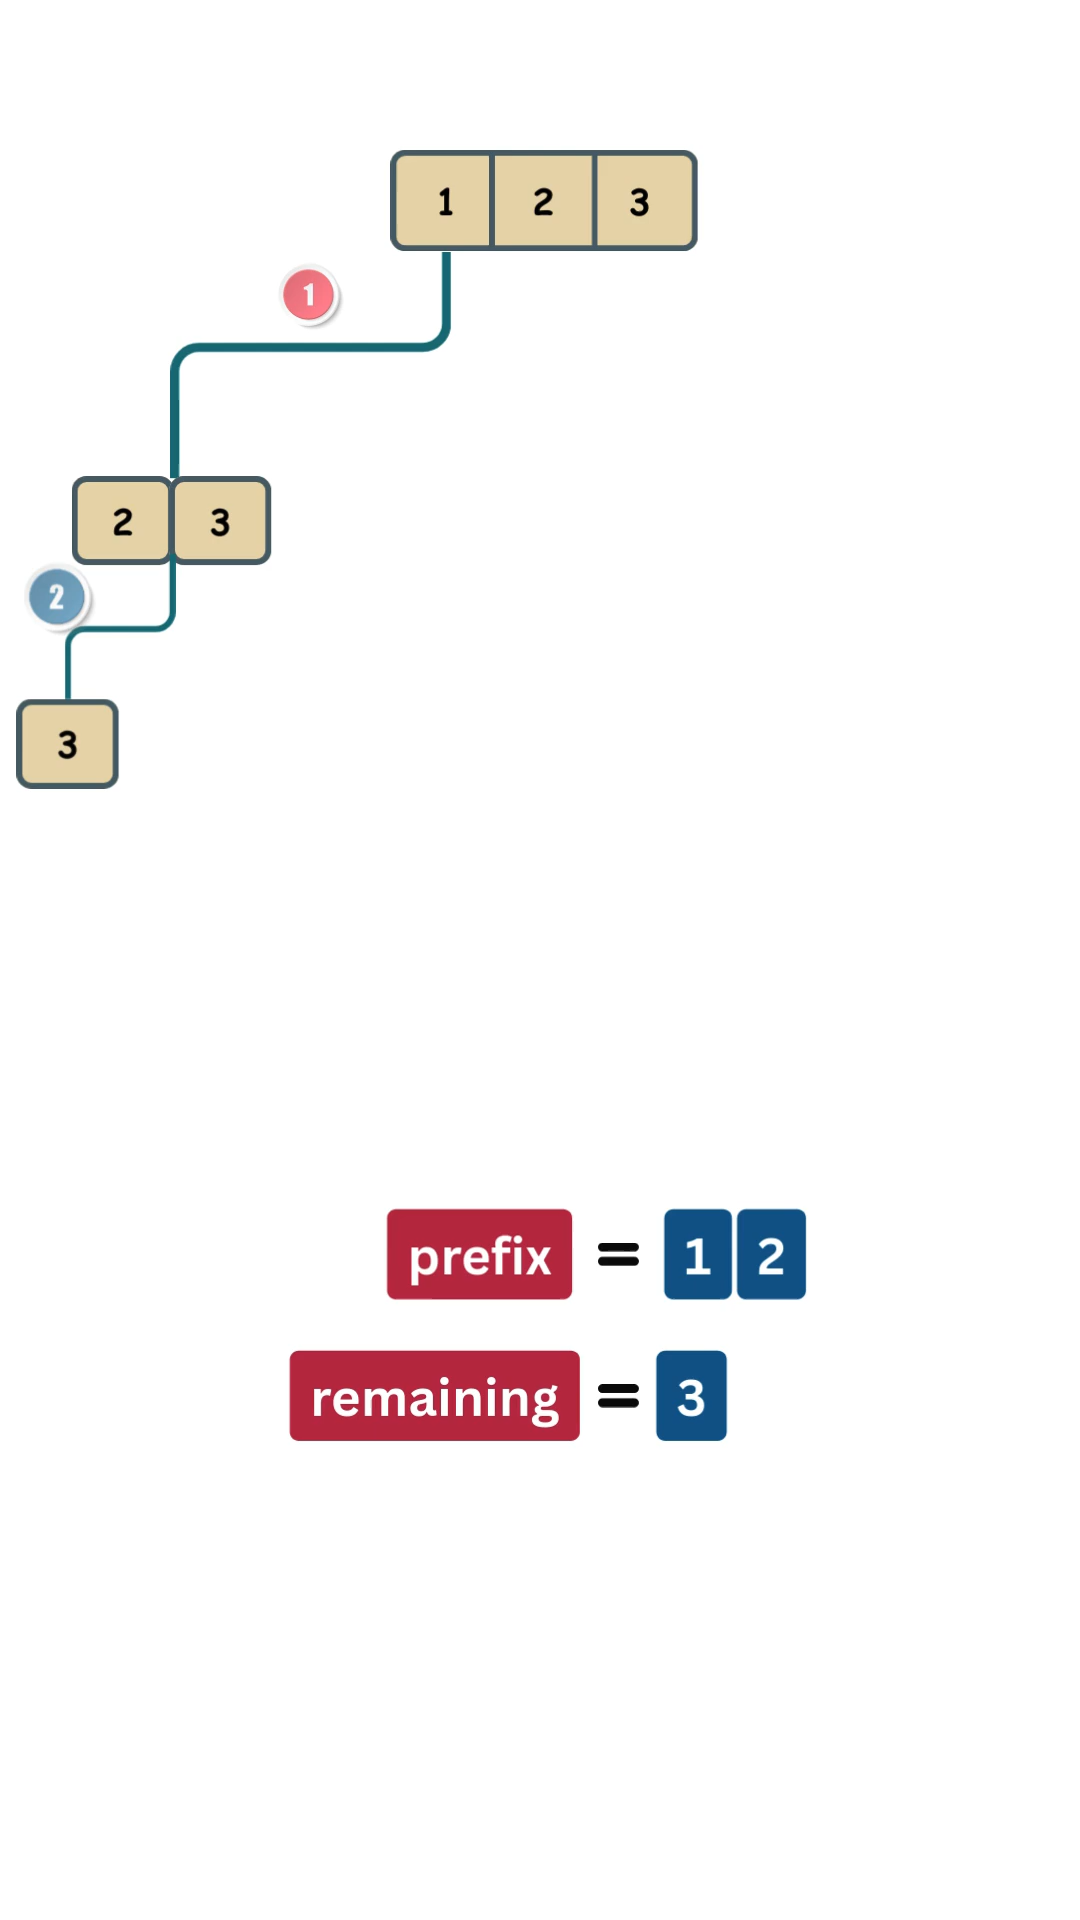 1 2 3
1
2 3
2
3
prefix = 1 2
remaining = 3